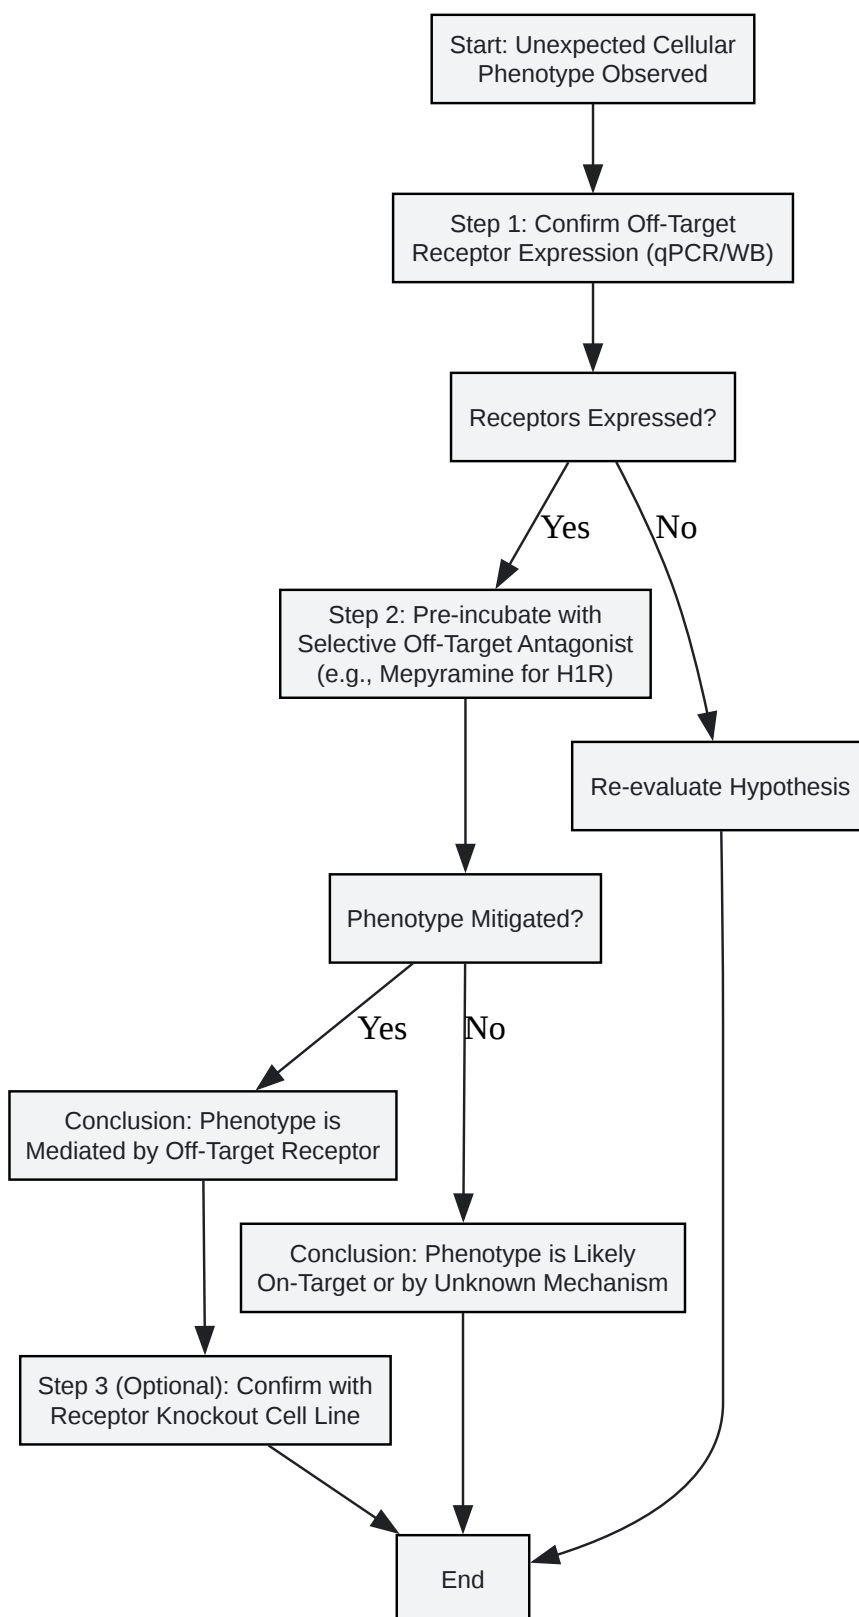 Start: Unexpected Cellular
Phenotype Observed
Step 1: Confirm Off-Target
Receptor Expression (qPCR/WB)
Receptors Expressed?
Yes
No
Step 2: Pre-incubate with
Selective Off-Target Antagonist
(e.g., Mepyramine for H1R)
Re-evaluate Hypothesis
Phenotype Mitigated?
Yes
No
Conclusion: Phenotype is
Mediated by Off-Target Receptor
Conclusion: Phenotype is Likely
On-Target or by Unknown Mechanism
Step 3 (Optional): Confirm with
Receptor Knockout Cell Line
End